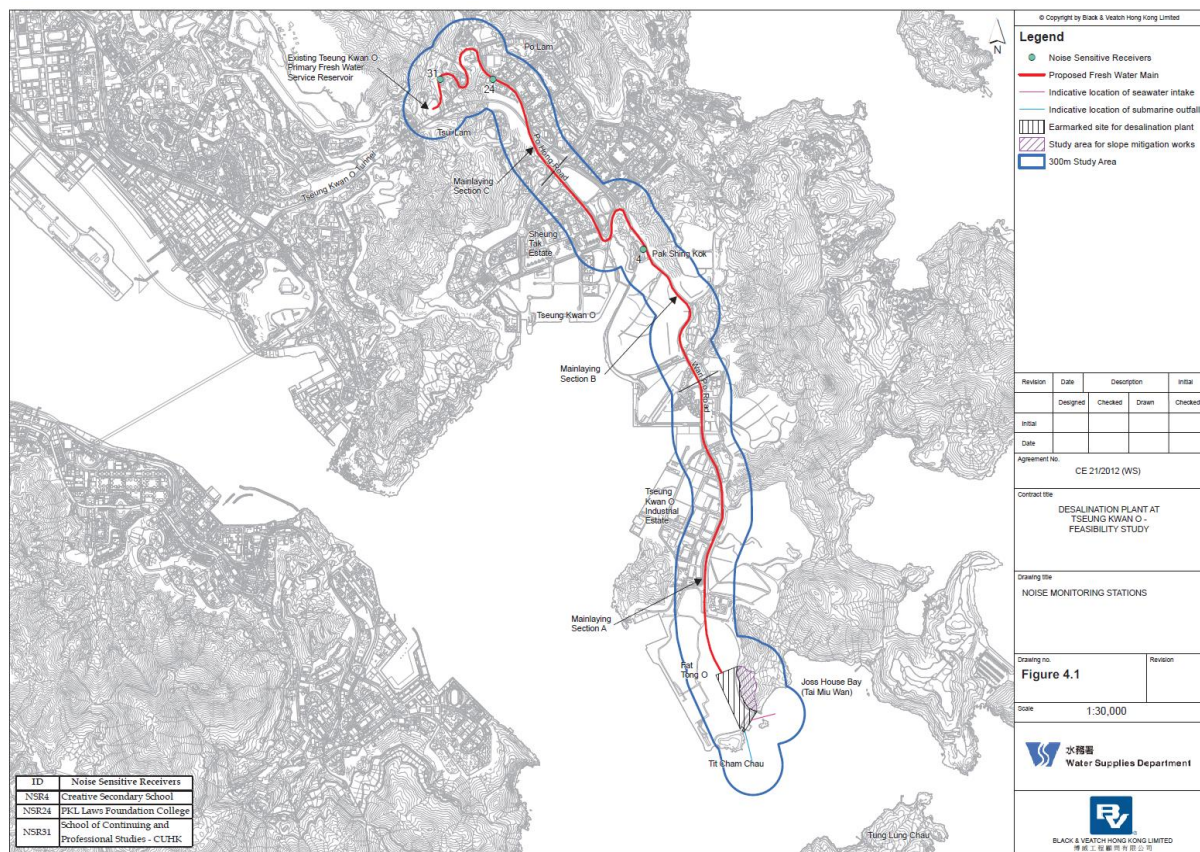 © Copyright by Black & Veatch Hong Kong Limited
Legend
Noise Sensitive Receivers
Proposed Fresh Water Main
Indicative location of seawater intake
Indicative location of submarine outfall
Earmarked site for desalination plant
Study area for slope mitigation works
300m Study Area
N
Existing Tseung Kwan O
Primary Fresh Water
Service Reservoir
Po Lam
31
24
Tsui Lam
Tseung Kwan O Tunnel
Po Hong Road
Mainlaying
Section C
Sheung
Tak
Estate
4
Pak Shing Kok
Tseung Kwan O
Mainlaying
Section B
Wan Po Road
Tseung
Kwan O
Industrial
Estate
Mainlaying
Section A
Fat
Tong O
Joss House Bay
(Tai Miu Wan)
Tit Cham Chau
Tung Lung Chau
ID Noise Sensitive Receivers
NSR4 Creative Secondary School
NSR24 PKL Laws Foundation College
NSR31 School of Continuing and
Professional Studies - CUHK
Revision Date Description Initial
Designed Checked Drawn Checked
Initial
Date
Agreement No.
CE 21/2012 (WS)
Contract title
DESALINATION PLANT AT
TSEUNG KWAN O -
FEASIBILITY STUDY
Drawing title
NOISE MONITORING STATIONS
Drawing no. Revision
Figure 4.1
Scale
1:30,000
水務署
Water Supplies Department
BV
BLACK & VEATCH HONG KONG LIMITED
博威工程顧問有限公司